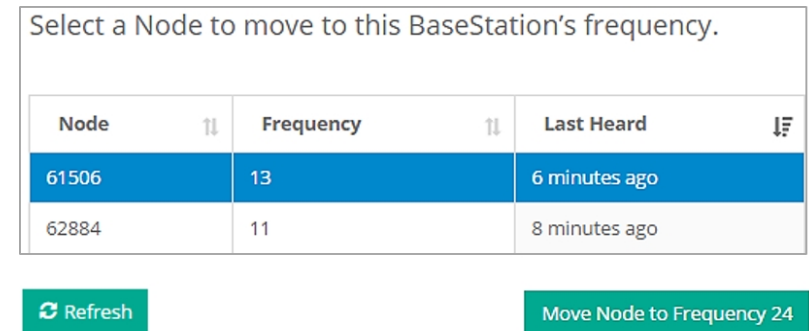 Select a Node to move to this BaseStation’s frequency.
Node Frequency Last Heard
61506 13 6 minutes ago
62884 11 8 minutes ago
Refresh Move Node to Frequency 24